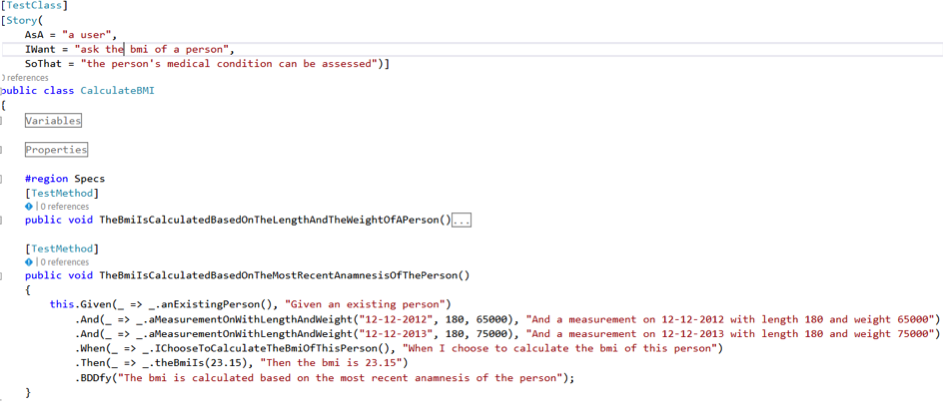 [TestClass]
[Story(
AsA = "a user",
IWant = "ask the bmi of a person",
SoThat = "the person's medical condition can be assessed")]
0 references
public class CalculateBMI
{
Variables
Properties
#region Specs
[TestMethod]
| 0 references
public void TheBmiIsCalculatedBasedOnTheLengthAndTheWeightOfAPerson()...
[TestMethod]
| 0 references
public void TheBmiIsCalculatedBasedOnTheMostRecentAnamnesisOfThePerson()
{
this.Given(_ => _.anExistingPerson(), "Given an existing person")
.And(_ => _.aMeasurementOnWithLengthAndWeight("12-12-2012", 180, 65000), "And a measurement on 12-12-2012 with length 180 and weight 65000")
.And(_ => _.aMeasurementOnWithLengthAndWeight("12-12-2013", 180, 75000), "And a measurement on 12-12-2013 with length 180 and weight 75000")
.When(_ => _.IChooseToCalculateTheBmiOfThisPerson(), "When I choose to calculate the bmi of this person")
.Then(_ => _.theBmiIs(23.15), "Then the bmi is 23.15")
.BDDfy("The bmi is calculated based on the most recent anamnesis of the person");
}